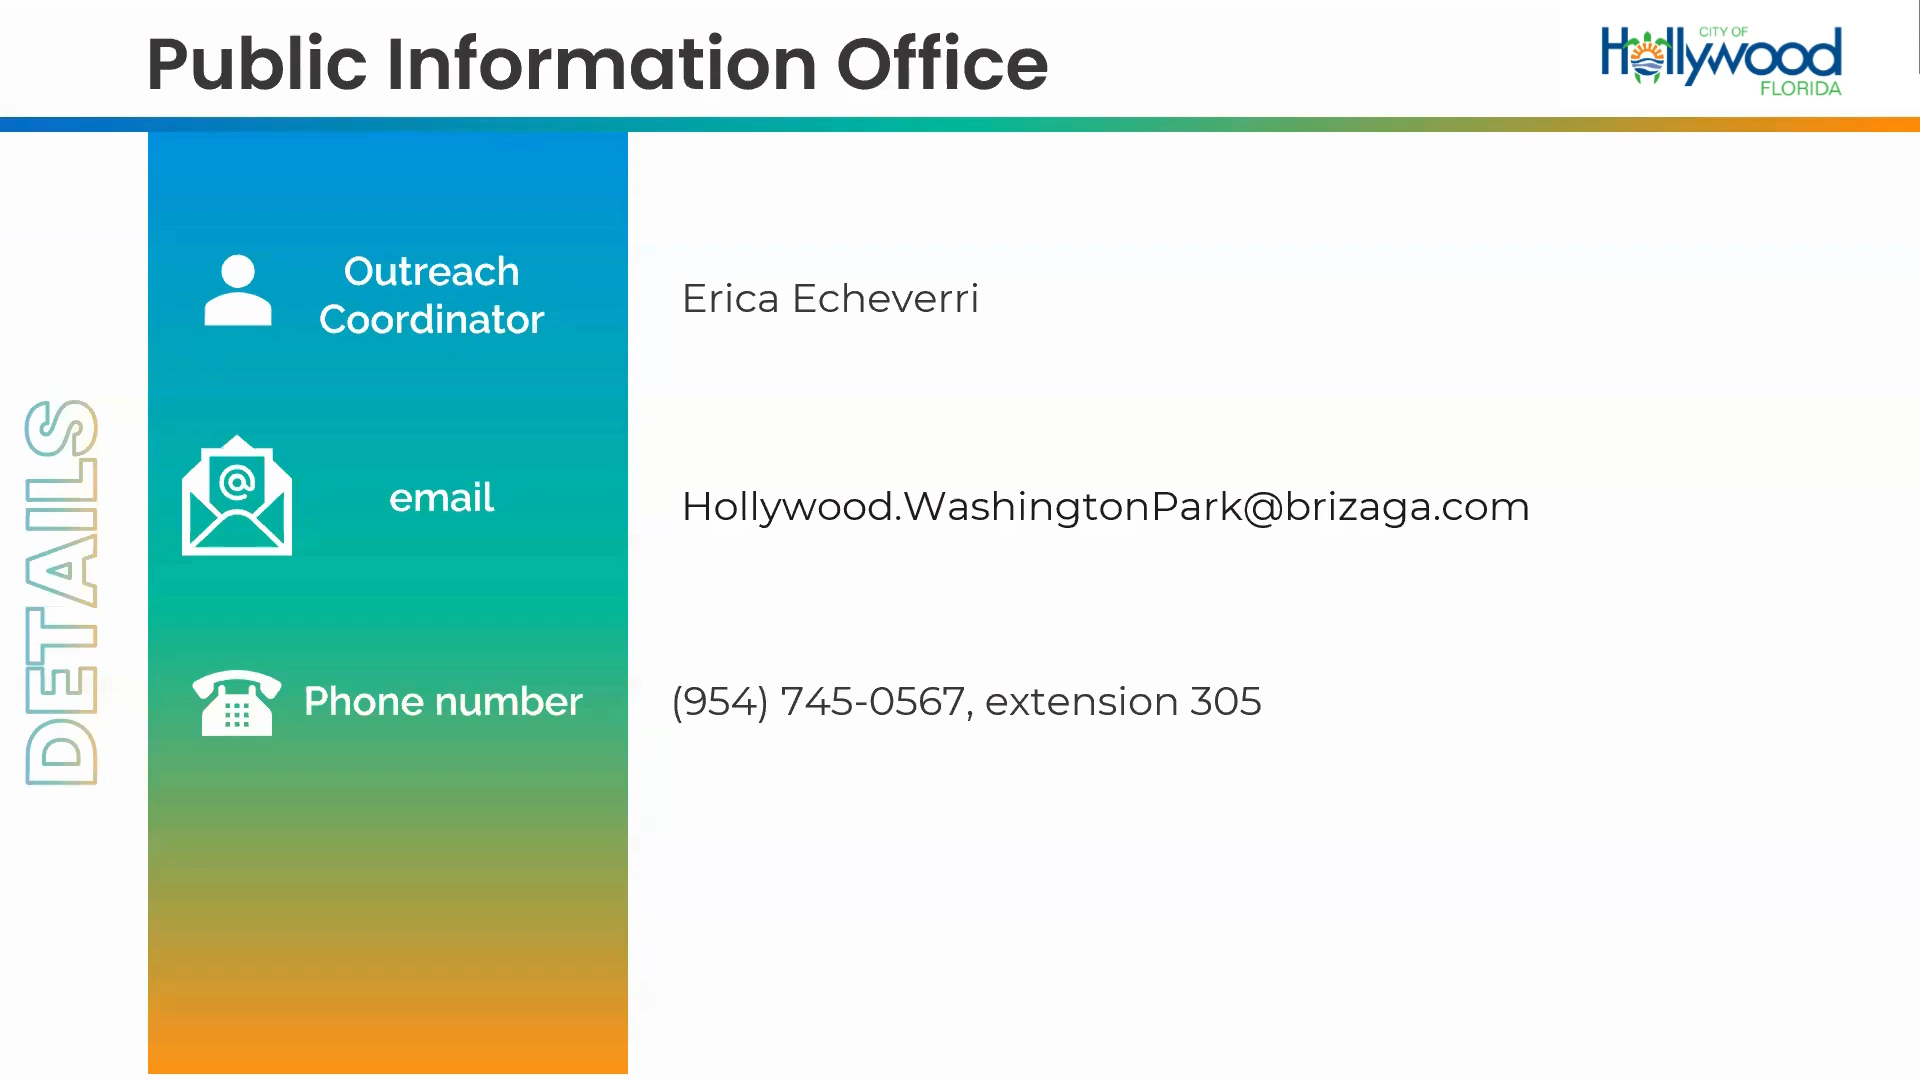 Public Information Office
CITY OF
Hollywood
FLORIDA
DETAILS
Outreach
Coordinator
Erica Echeverri
@
email
Hollywood.WashingtonPark@brizaga.com
Phone number
(954) 745-0567, extension 305